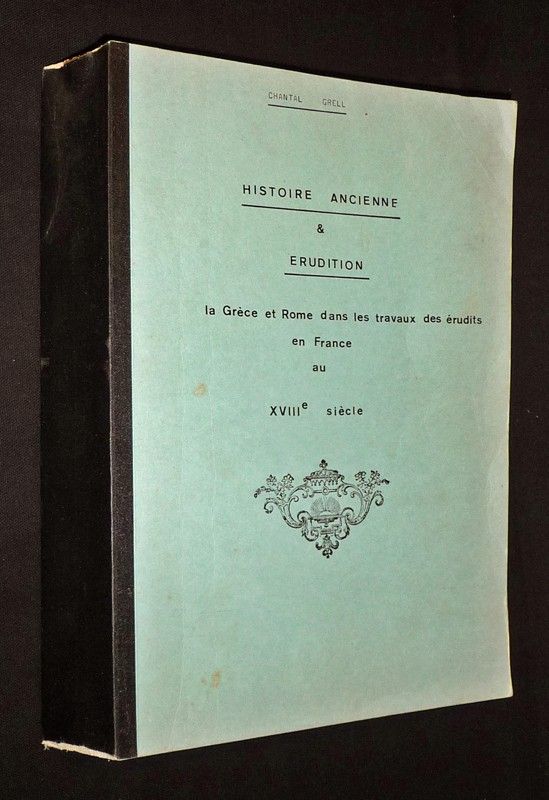 CHANTAL GRELL
HISTOIRE ANCIENNE
&
ERUDITION
la Grèce et Rome dans les travaux des érudits
en France
au
XVIIIe siècle